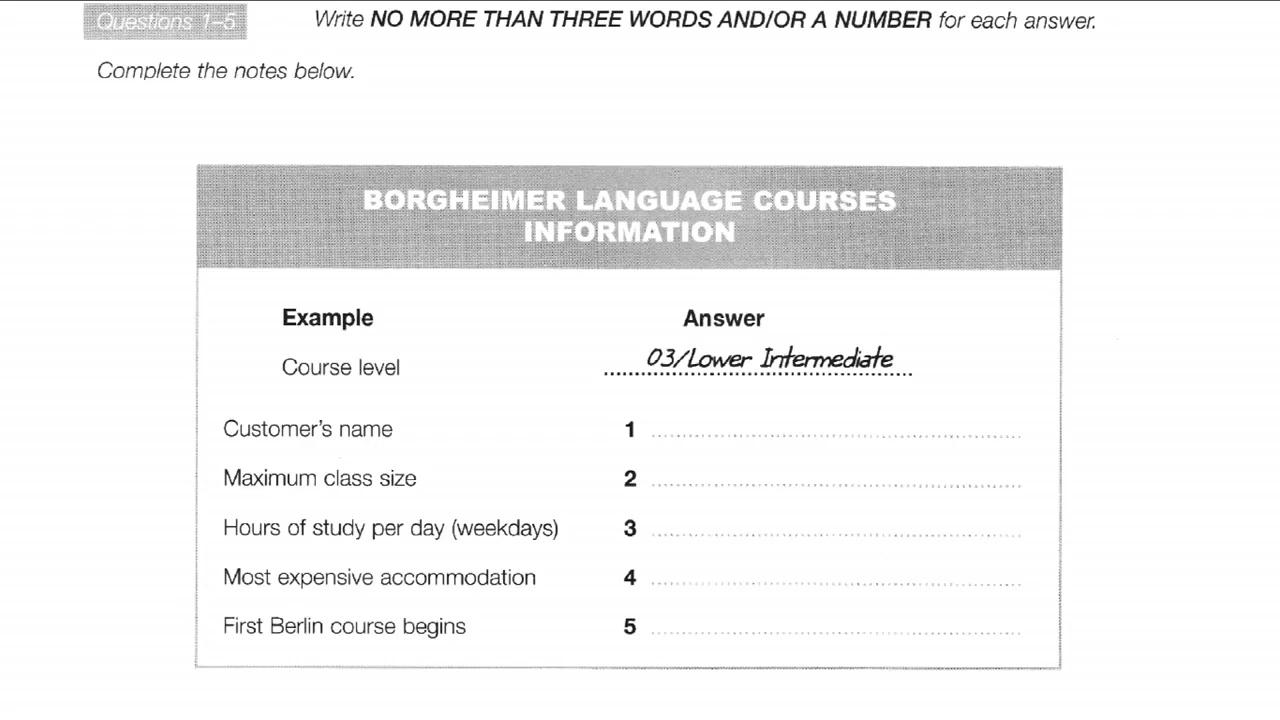 Questions 1-5 Write NO MORE THAN THREE WORDS AND/OR A NUMBER for each answer.
Complete the notes below.
BORGHEIMER LANGUAGE COURSES
INFORMATION
Example Answer
Course level 03/Lower Intermediate
Customer's name 1
Maximum class size 2
Hours of study per day (weekdays) 3
Most expensive accommodation 4
First Berlin course begins 5